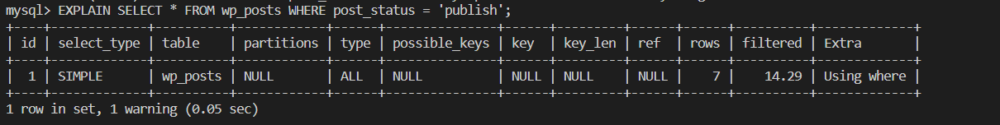 mysql> EXPLAIN SELECT * FROM wp_posts WHERE post_status = 'publish';
+----+-------------+----------+------------+------+---------------+------+---------+------+------+----------+-------------+
| id | select_type | table    | partitions | type | possible_keys | key  | key_len | ref  | rows | filtered | Extra       |
+----+-------------+----------+------------+------+---------------+------+---------+------+------+----------+-------------+
|  1 | SIMPLE      | wp_posts | NULL       | ALL  | NULL          | NULL | NULL    | NULL |    7 |    14.29 | Using where |
+----+-------------+----------+------------+------+---------------+------+---------+------+------+----------+-------------+
1 row in set, 1 warning (0.05 sec)